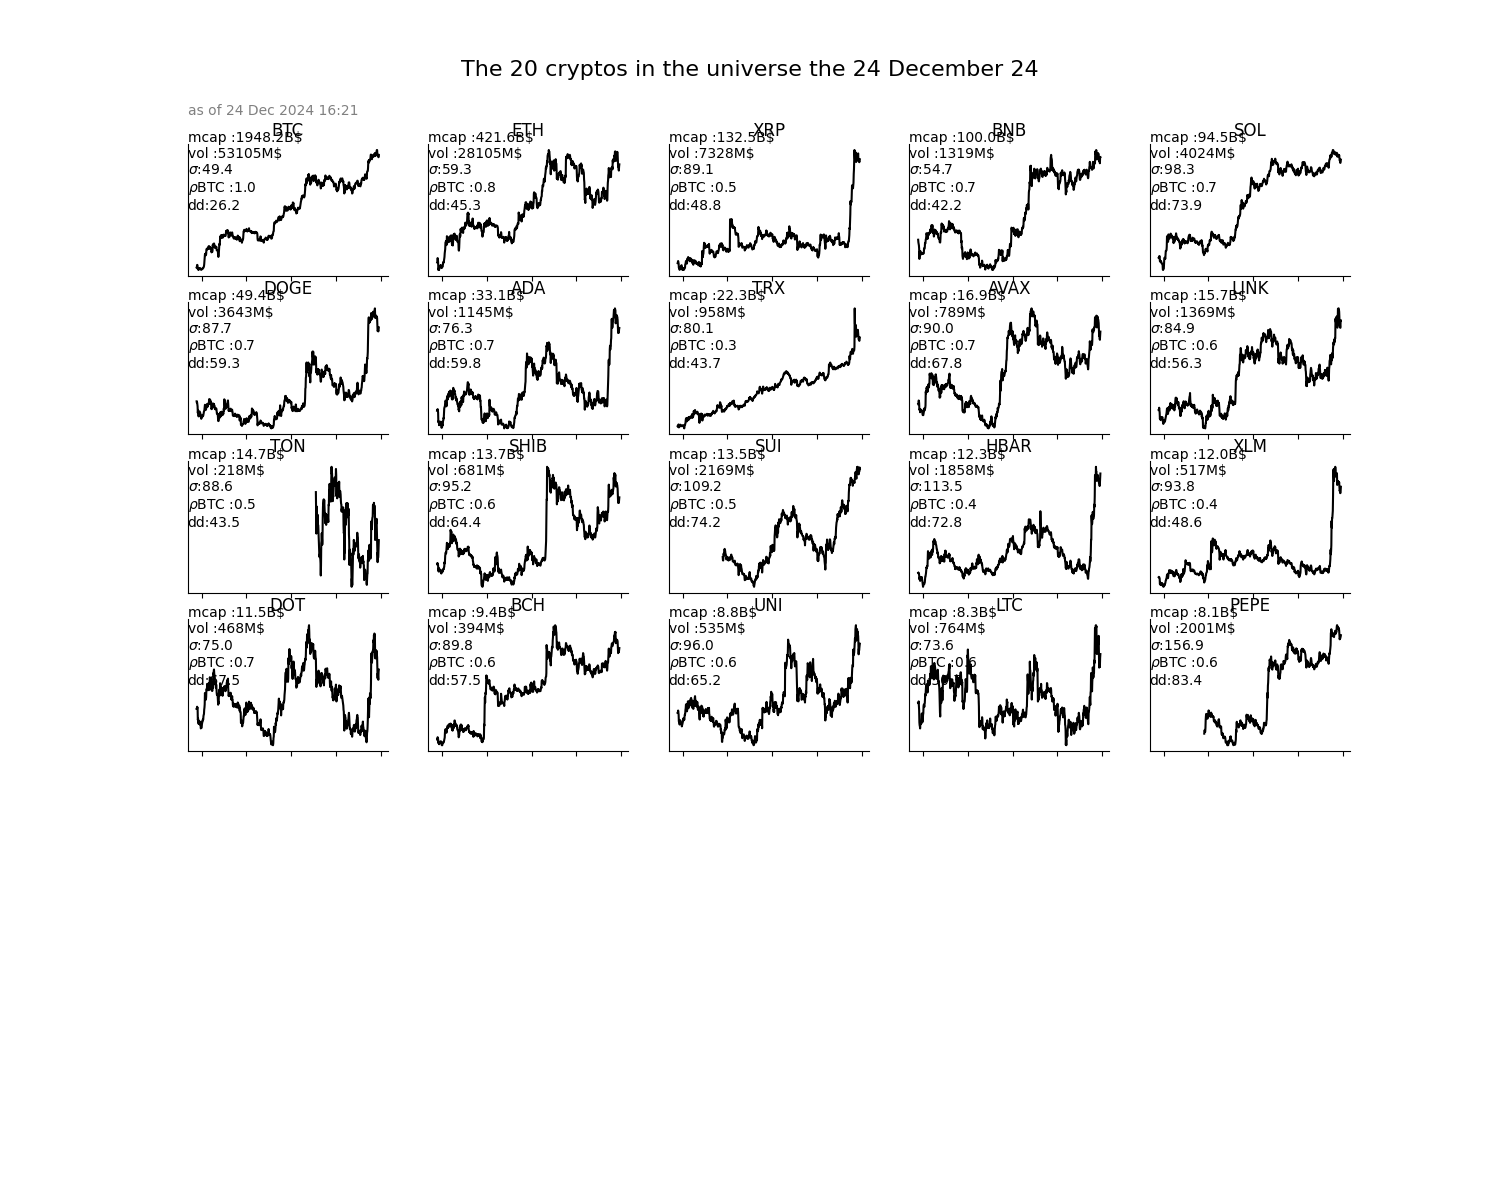 The 20 cryptos in the universe the 24 December 24
as of 24 Dec 2024 16:21
BTC
mcap :1948.2B$
vol :53105M$
σ:49.4
ρBTC :1.0
dd:26.2
ETH
mcap :421.6B$
vol :28105M$
σ:59.3
ρBTC :0.8
dd:45.3
XRP
mcap :132.5B$
vol :7328M$
σ:89.1
ρBTC :0.5
dd:48.8
BNB
mcap :100.0B$
vol :1319M$
σ:54.7
ρBTC :0.7
dd:42.2
SOL
mcap :94.5B$
vol :4024M$
σ:98.3
ρBTC :0.7
dd:73.9
DOGE
mcap :49.4B$
vol :3643M$
σ:87.7
ρBTC :0.7
dd:59.3
ADA
mcap :33.1B$
vol :1145M$
σ:76.3
ρBTC :0.7
dd:59.8
TRX
mcap :22.3B$
vol :958M$
σ:80.1
ρBTC :0.3
dd:43.7
AVAX
mcap :16.9B$
vol :789M$
σ:90.0
ρBTC :0.7
dd:67.8
LINK
mcap :15.7B$
vol :1369M$
σ:84.9
ρBTC :0.6
dd:56.3
TON
mcap :14.7B$
vol :218M$
σ:88.6
ρBTC :0.5
dd:43.5
SHIB
mcap :13.7B$
vol :681M$
σ:95.2
ρBTC :0.6
dd:64.4
SUI
mcap :13.5B$
vol :2169M$
σ:109.2
ρBTC :0.5
dd:74.2
HBAR
mcap :12.3B$
vol :1858M$
σ:113.5
ρBTC :0.4
dd:72.8
XLM
mcap :12.0B$
vol :517M$
σ:93.8
ρBTC :0.4
dd:48.6
DOT
mcap :11.5B$
vol :468M$
σ:75.0
ρBTC :0.7
BCH
mcap :9.4B$
vol :394M$
σ:89.8
ρBTC :0.6
dd:57.5
UNI
mcap :8.8B$
vol :535M$
σ:96.0
ρBTC :0.6
dd:65.2
LTC
mcap :8.3B$
vol :764M$
σ:73.6
ρBTC :0.6
PEPE
mcap :8.1B$
vol :2001M$
σ:156.9
ρBTC :0.6
dd:83.4